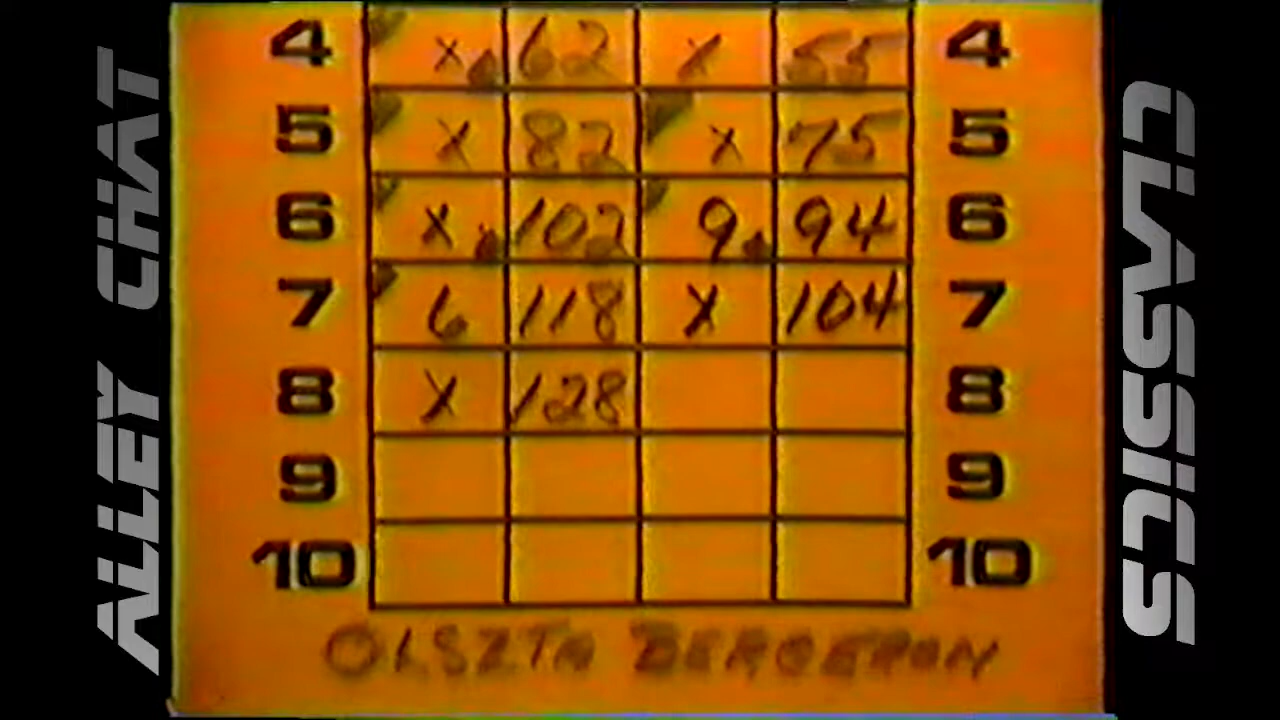 ALLEY CHAT
4 x 62 x 55 4
5 x 82 x 75 5
6 x 102 9 94 6
7 6 118 x 104 7
8 x 128 8
9 9
10 10
OLSZTA BERGERON
CLASSICS